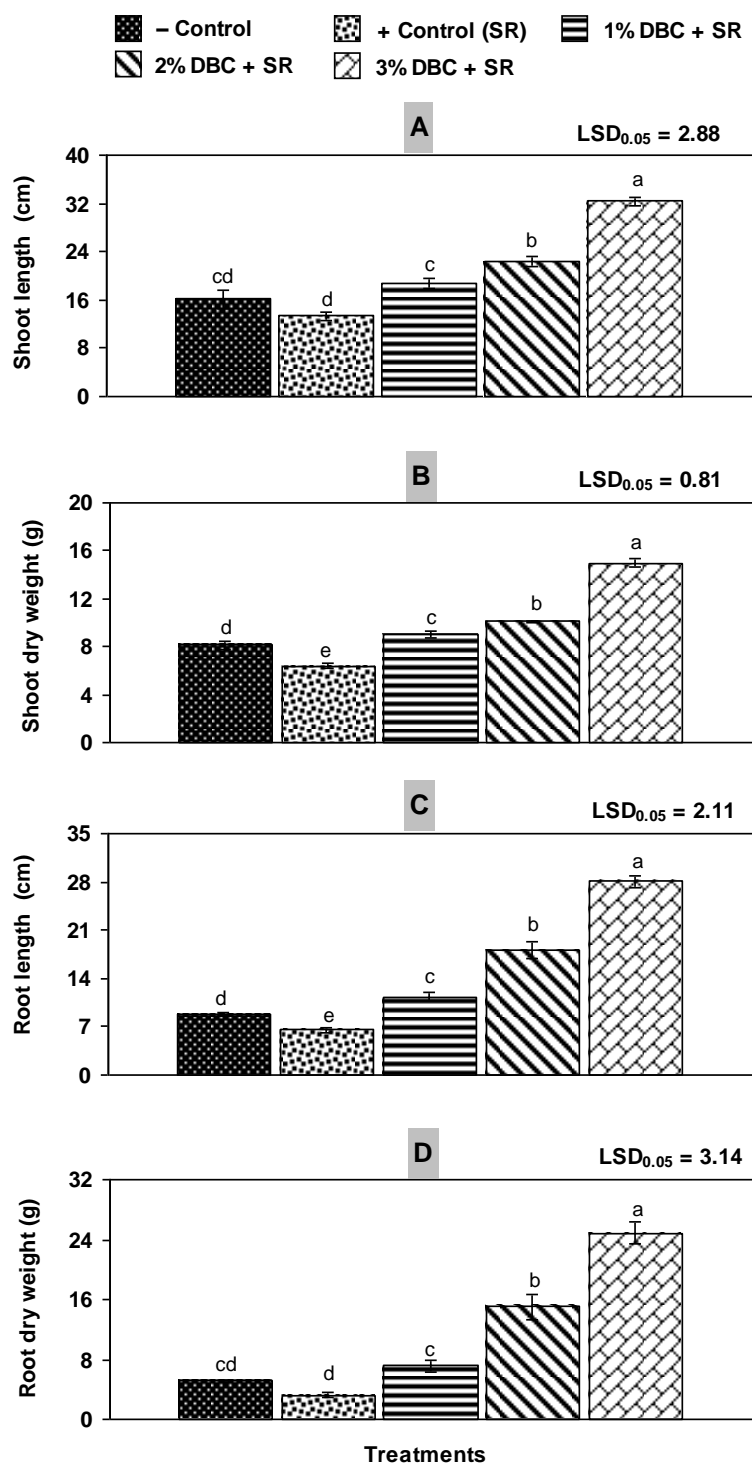 – Control + Control (SR) 1% DBC + SR
2% DBC + SR 3% DBC + SR
A LSD0.05 = 2.88
Shoot length (cm)
40
32
24
16
8
0
cd d c b a
B LSD0.05 = 0.81
Shoot dry weight (g)
20
16
12
8
4
0
d e c b a
C LSD0.05 = 2.11
Root length (cm)
35
28
21
14
7
0
d e c b a
D LSD0.05 = 3.14
Root dry weight (g)
32
24
16
8
0
cd d c b a
Treatments